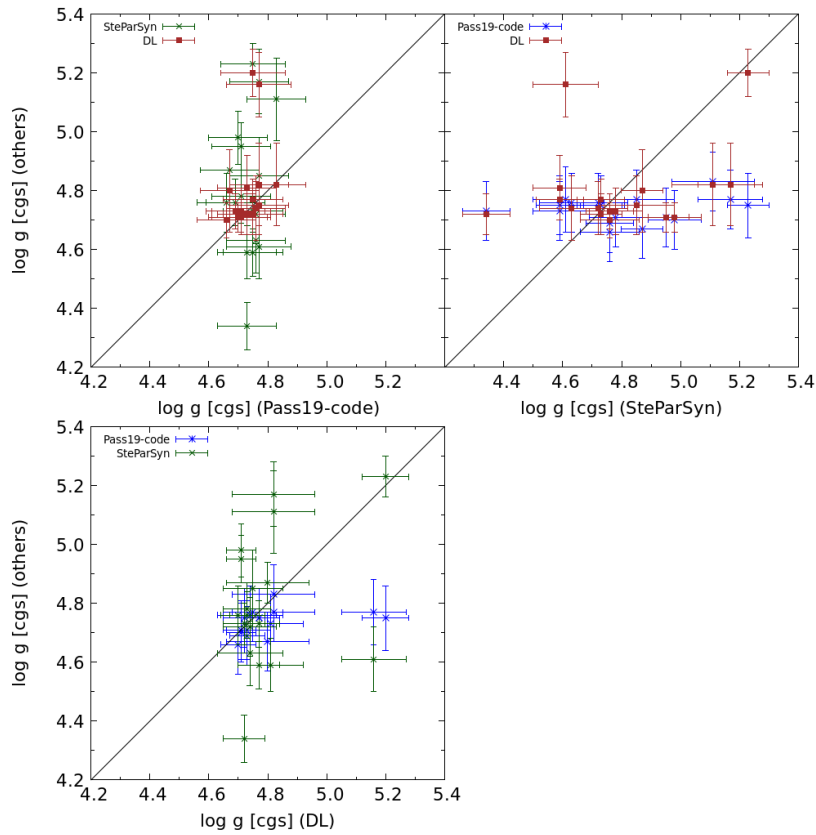 5.4
5.2
5.0
4.8
4.6
4.4
4.2
log g [cgs] (others)
SteParSyn
DL
4.2 4.4 4.6 4.8 5.0 5.2
log g [cgs] (Pass19-code)
Pass19-code
DL
4.4 4.6 4.8 5.0 5.2 5.4
log g [cgs] (SteParSyn)
5.4
5.2
5.0
4.8
4.6
4.4
4.2
log g [cgs] (others)
Pass19-code
SteParSyn
4.2 4.4 4.6 4.8 5.0 5.2 5.4
log g [cgs] (DL)